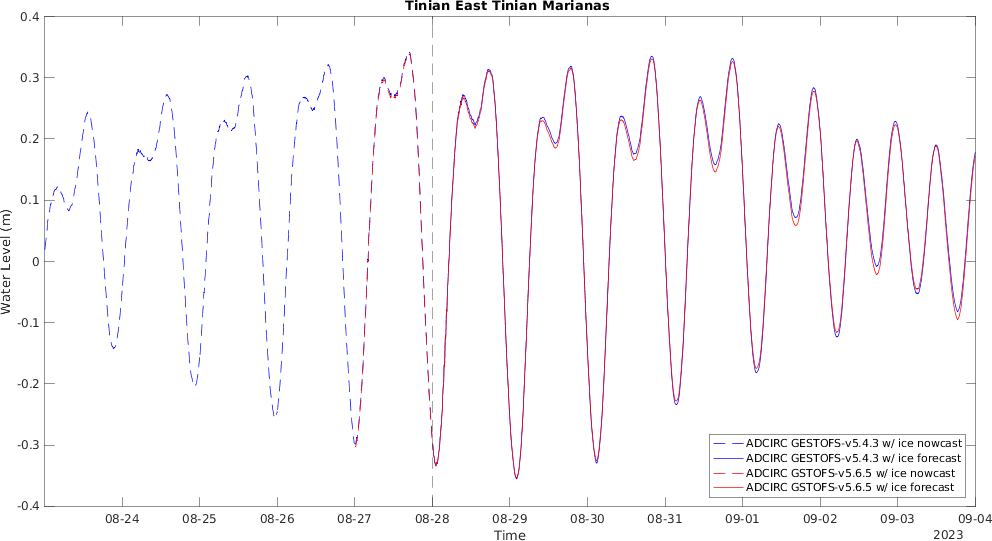 Tinian East Tinian Marianas
0.4
0.3
0.2
0.1
0
-0.1
-0.2
-0.3
-0.4
Water Level (m)
ADCIRC GESTOFS-v5.4.3 w/ ice nowcast
ADCIRC GESTOFS-v5.4.3 w/ ice forecast
ADCIRC GSTOFS-v5.6.5 w/ ice nowcast
ADCIRC GSTOFS-v5.6.5 w/ ice forecast
08-24 08-25 08-26 08-27 08-28 08-29 08-30 08-31 09-01 09-02 09-03 09-04
Time
2023